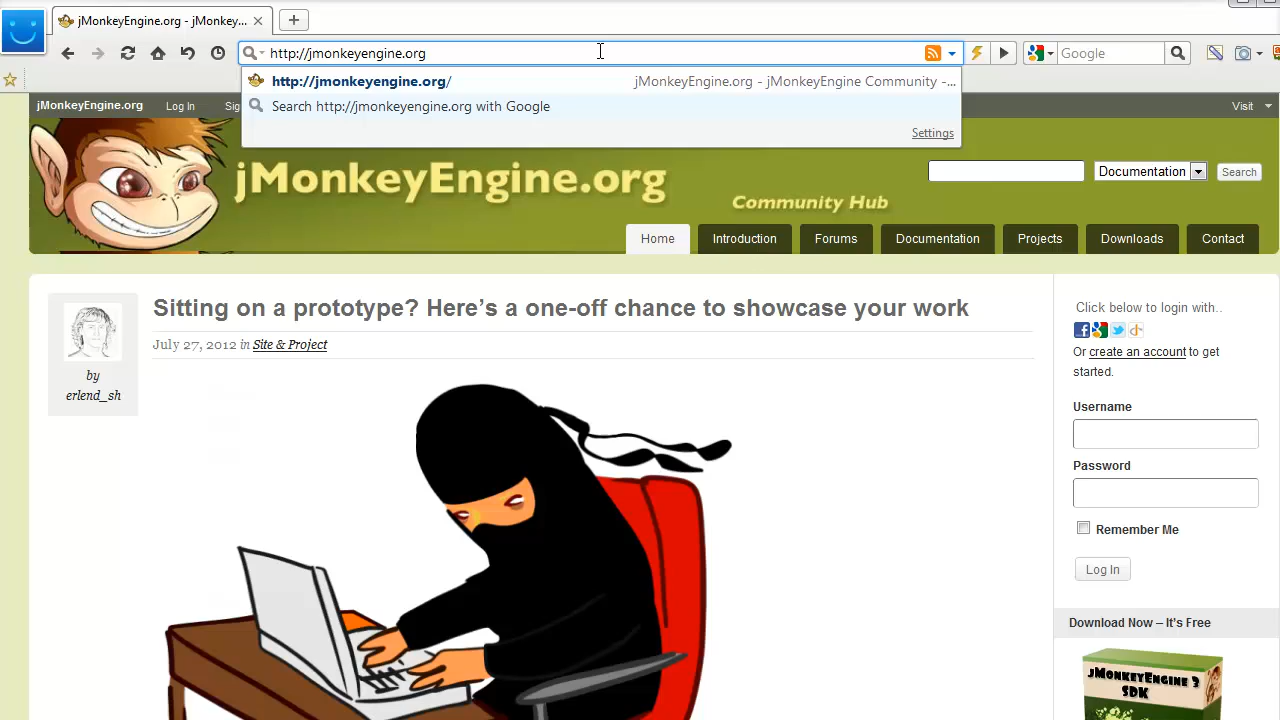 jMonkeyEngine.org - jMonkey...
http://jmonkeyengine.org
Google
http://jmonkeyengine.org/ jMonkeyEngine.org - jMonkeyEngine Community -...
Search http://jmonkeyengine.org with Google
Settings
jMonkeyEngine.org Log In Sig Visit
jMonkeyEngine.org
Community Hub
Documentation Search
Home Introduction Forums Documentation Projects Downloads Contact
Sitting on a prototype? Here's a one-off chance to showcase your work
July 27, 2012 in Site & Project
by
erlend_sh
Click below to login with..
Or create an account to get
started.
Username
Password
Remember Me
Log In
Download Now – It's Free
jMonkeyEngine 3
SDK